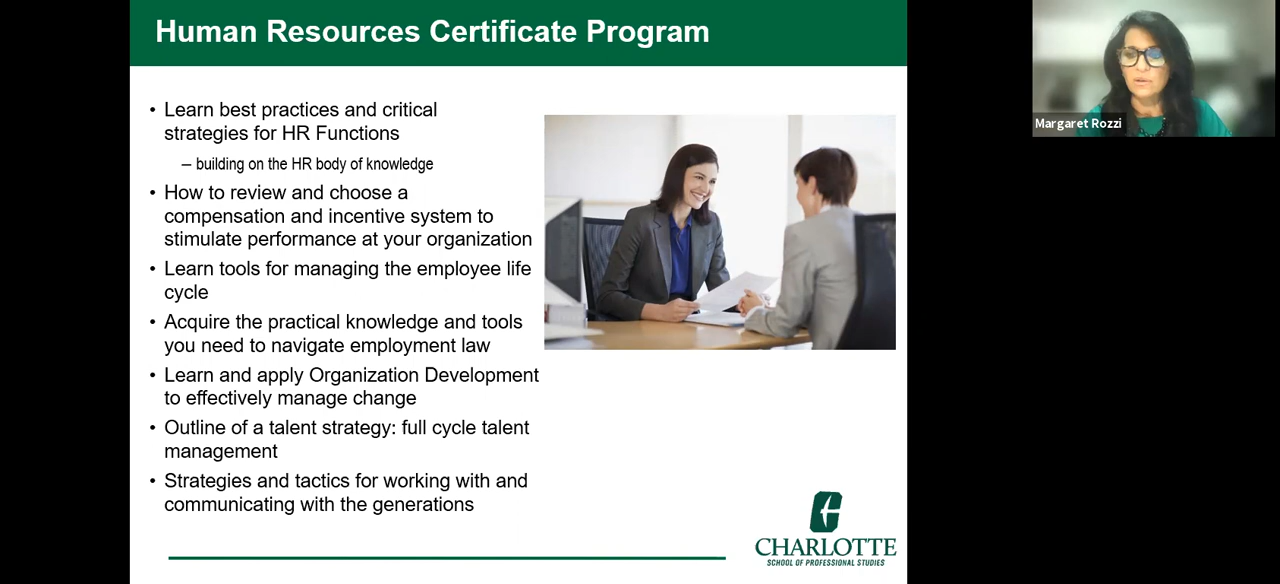 Human Resources Certificate Program
• Learn best practices and critical
strategies for HR Functions
– building on the HR body of knowledge
• How to review and choose a
compensation and incentive system to
stimulate performance at your organization
• Learn tools for managing the employee life
cycle
• Acquire the practical knowledge and tools
you need to navigate employment law
• Learn and apply Organization Development
to effectively manage change
• Outline of a talent strategy: full cycle talent
management
• Strategies and tactics for working with and
communicating with the generations
CHARLOTTE
SCHOOL OF PROFESSIONAL STUDIES
Margaret Rozzi